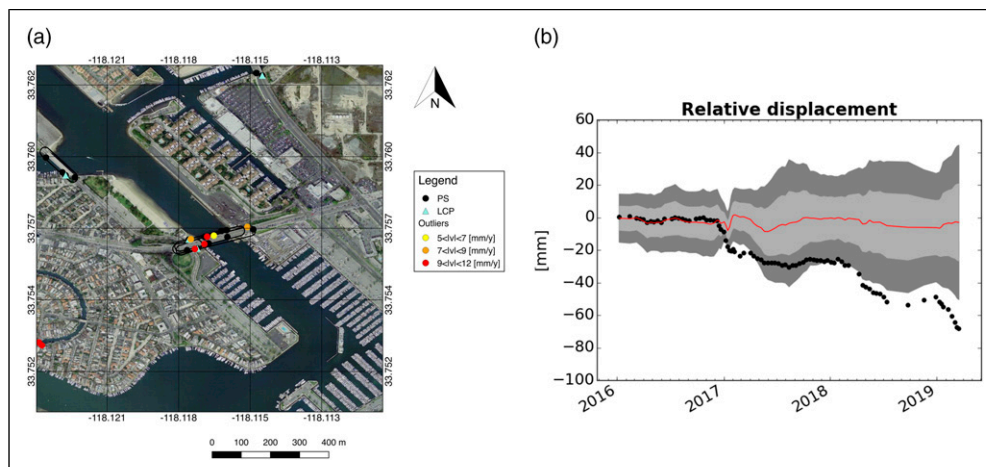 (a)
-118.121 -118.118 -118.115 -118.113
33.762 33.762
33.760 33.760
33.757 33.757
33.754 33.754
33.752 33.752
-118.121 -118.118 -118.115 -118.113
0 100 200 300 400 m
N
Legend
PS
LCP
Outliers
5<lvl<7 [mm/y]
7<lvl<9 [mm/y]
9<lvl<12 [mm/y]
(b)
Relative displacement
60
40
20
0
−20
−40
−60
−80
−100
[mm]
2016 2017 2018 2019